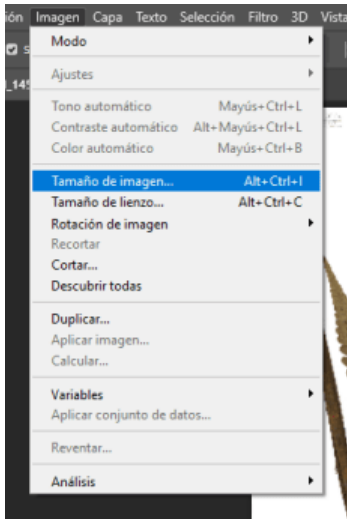 ión Imagen Capa Texto Selección Filtro 3D Vista
Modo
Ajustes
_145
Tono automático Mayús+Ctrl+L
Contraste automático Alt+Mayús+Ctrl+L
Color automático Mayús+Ctrl+B
Tamaño de imagen... Alt+Ctrl+I
Tamaño de lienzo... Alt+Ctrl+C
Rotación de imagen
Recortar
Cortar...
Descubrir todas
Duplicar...
Aplicar imagen...
Calcular...
Variables
Aplicar conjunto de datos...
Reventar...
Análisis